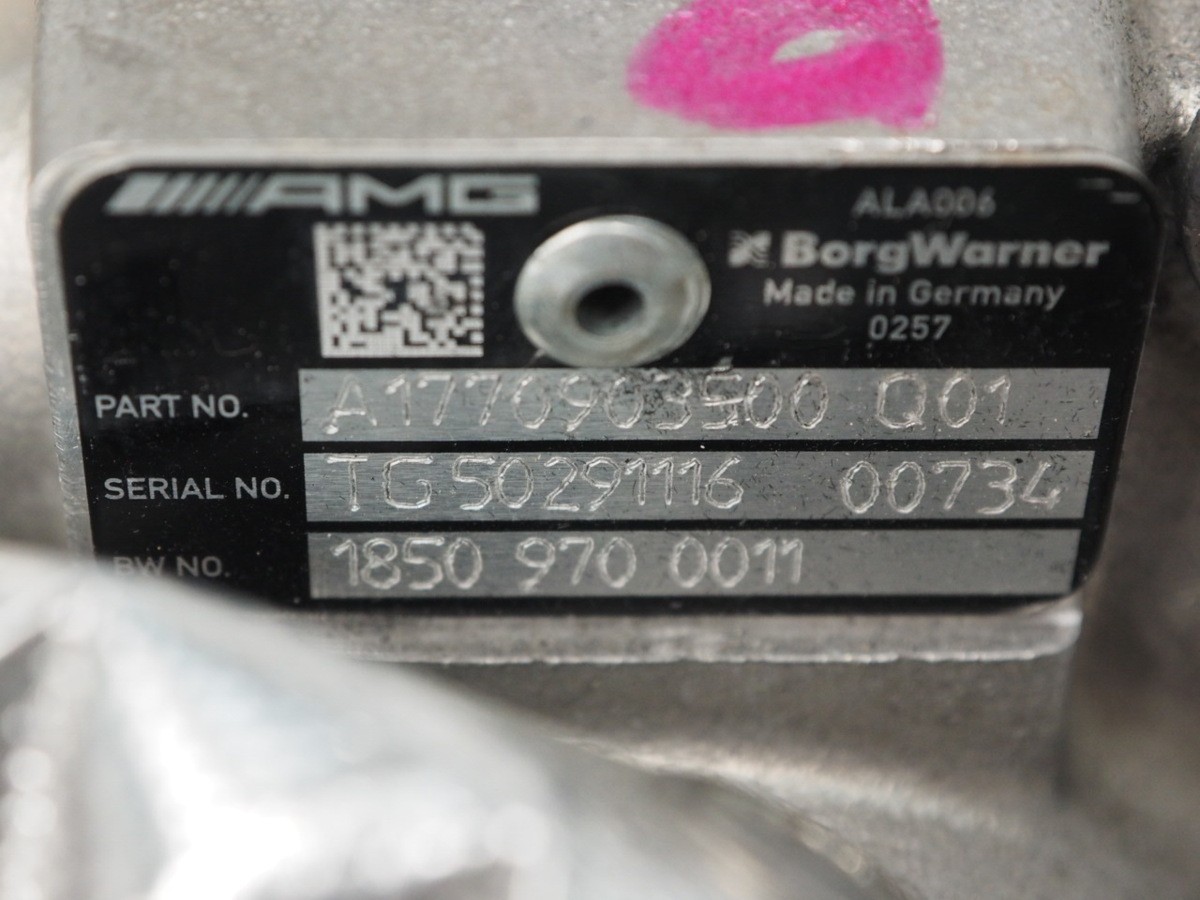 AMG
ALA006
BorgWarner
Made in Germany
0257
PART NO. A1770903500 Q01
SERIAL NO. TG50291116 00734
BW NO. 1850 970 0011